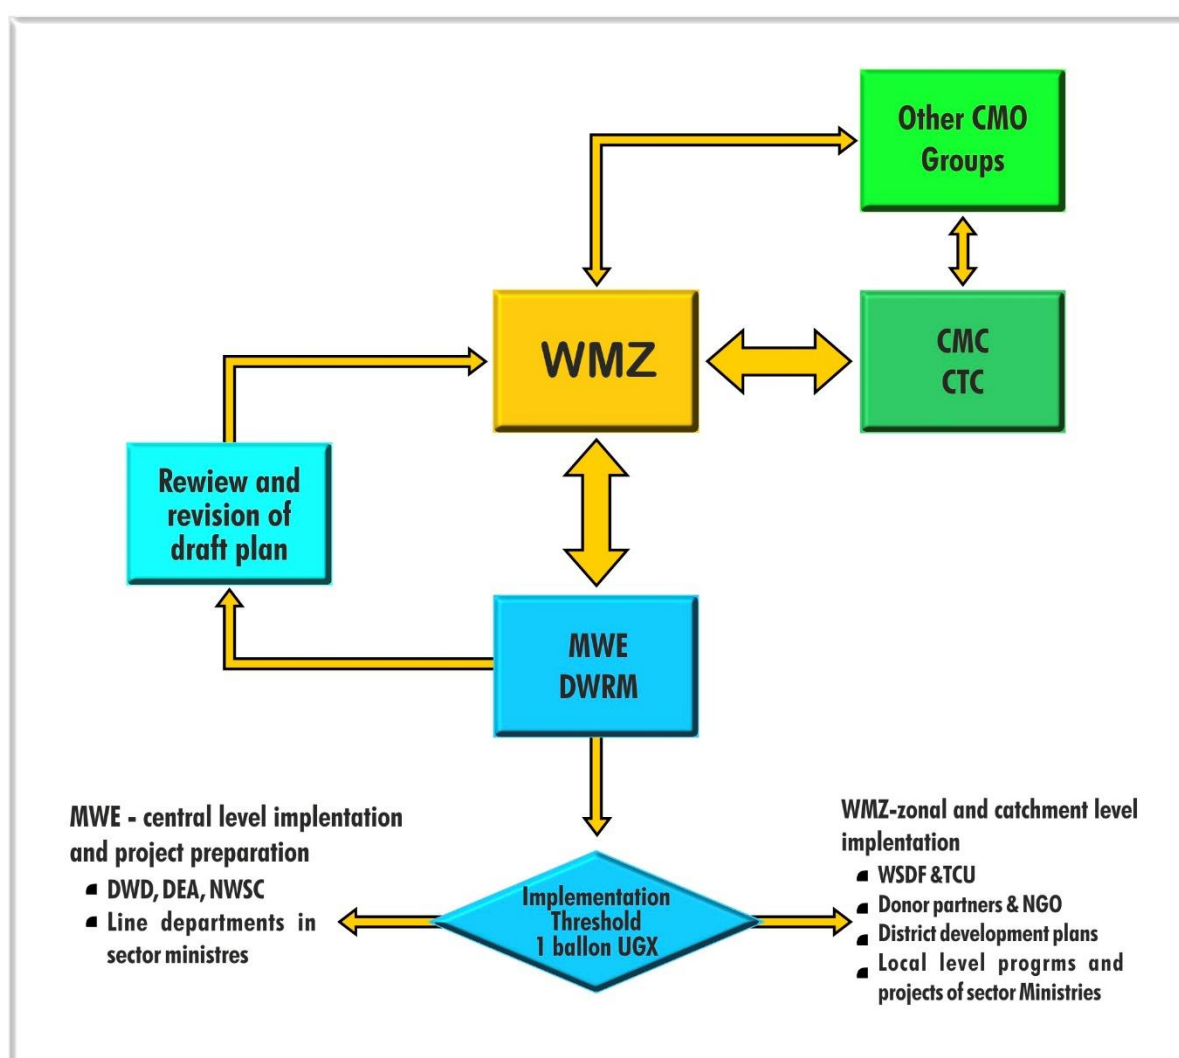 Other CMO
Groups
WMZ
CMC
CTC
Rewiew and
revision of
draft plan
MWE
DWRM
MWE - central level implentation
and project preparation
DWD, DEA, NWSC
Line departments in
sector ministres
Implementation
Threshold
1 ballon UGX
WMZ-zonal and catchment level
implentation
WSDF &TCU
Donor partners & NGO
District development plans
Local level progrms and
projects of sector Ministries